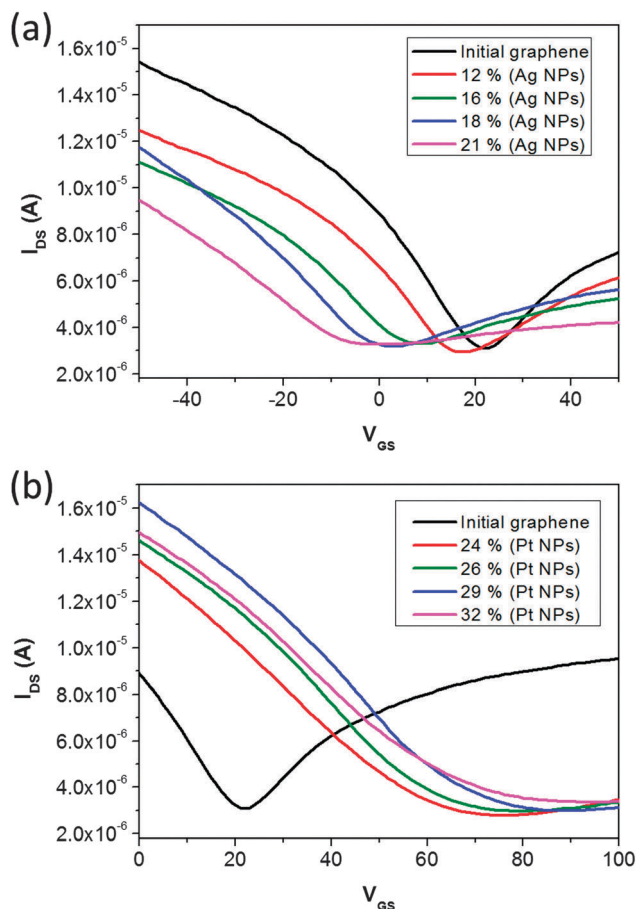 (a)
1.6x10⁻⁵
1.4x10⁻⁵
1.2x10⁻⁵
1.0x10⁻⁵
8.0x10⁻⁶
6.0x10⁻⁶
4.0x10⁻⁶
2.0x10⁻⁶
I_DS (A)
Initial graphene
12 % (Ag NPs)
16 % (Ag NPs)
18 % (Ag NPs)
21 % (Ag NPs)
-40 -20 0 20 40
V_GS
(b)
1.6x10⁻⁵
1.4x10⁻⁵
1.2x10⁻⁵
1.0x10⁻⁵
8.0x10⁻⁶
6.0x10⁻⁶
4.0x10⁻⁶
2.0x10⁻⁶
I_DS (A)
Initial graphene
24 % (Pt NPs)
26 % (Pt NPs)
29 % (Pt NPs)
32 % (Pt NPs)
0 20 40 60 80 100
V_GS